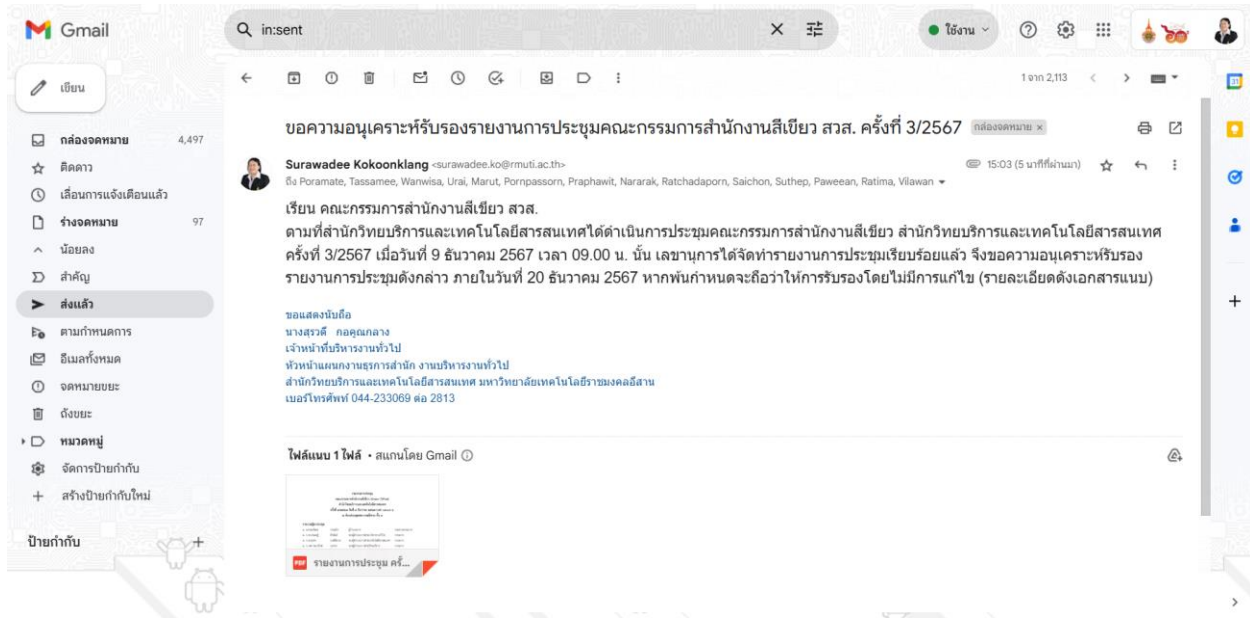 Gmail
in:sent
ใช้งาน
เขียน
1 จาก 2,113
กล่องจดหมาย 4,497
ติดดาว
เลื่อนการแจ้งเตือนแล้ว
ร่างจดหมาย 97
น้อยลง
สำคัญ
ส่งแล้ว
ตามกำหนดการ
อีเมลทั้งหมด
จดหมายขยะ
ถังขยะ
หมวดหมู่
จัดการป้ายกำกับ
สร้างป้ายกำกับใหม่
ป้ายกำกับ
ขอความอนุเคราะห์รับรองรายงานการประชุมคณะกรรมการสำนักงานสีเขียว สวส. ครั้งที่ 3/2567 กล่องจดหมาย ×
Surawadee Kokoonklang <surawadee.ko@rmuti.ac.th> 15:03 (5 นาทีที่ผ่านมา)
ถึง Poramate, Tassamee, Wanwisa, Urai, Marut, Pornpassorn, Praphawit, Nararak, Ratchadaporn, Saichon, Suthep, Paweean, Ratima, Vilawan
เรียน คณะกรรมการสำนักงานสีเขียว สวส.
ตามที่สำนักวิทยบริการและเทคโนโลยีสารสนเทศได้ดำเนินการประชุมคณะกรรมการสำนักงานสีเขียว สำนักวิทยบริการและเทคโนโลยีสารสนเทศ
ครั้งที่ 3/2567 เมื่อวันที่ 9 ธันวาคม 2567 เวลา 09.00 น. นั้น เลขานุการได้จัดทำรายงานการประชุมเรียบร้อยแล้ว จึงขอความอนุเคราะห์รับรอง
รายงานการประชุมดังกล่าว ภายในวันที่ 20 ธันวาคม 2567 หากพ้นกำหนดจะถือว่าให้การรับรองโดยไม่มีการแก้ไข (รายละเอียดดังเอกสารแนบ)
ขอแสดงนับถือ
นางสุรวดี กอคูณกลาง
เจ้าหน้าที่บริหารงานทั่วไป
หัวหน้าแผนกงานธุรการสำนัก งานบริหารงานทั่วไป
สำนักวิทยบริการและเทคโนโลยีสารสนเทศ มหาวิทยาลัยเทคโนโลยีราชมงคลอีสาน
เบอร์โทรศัพท์ 044-233069 ต่อ 2813
ไฟล์แนบ 1 ไฟล์ • สแกนโดย Gmail
PDF รายงานการประชุม ครั้...